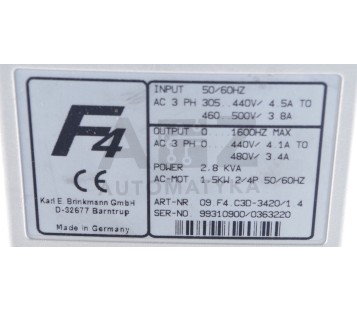 F4
CE
Karl E. Brinkmann GmbH
D-32677 Barntrup
Made in Germany
INPUT 50/60HZ
AC 3 PH 305 440V/ 4.5A TO
460 500V/ 3.8A
OUTPUT 0 1600HZ MAX
AC 3 PH 0 440V/ 4.1A TO
480V/ 3.4A
POWER 2.8 KVA
AC-MOT 1.5KW 2/4P 50/60HZ
ART-NR 09.F4.C3D-3420/1.4
SER-NO. 99310900/0363220
AUTOMATYKA